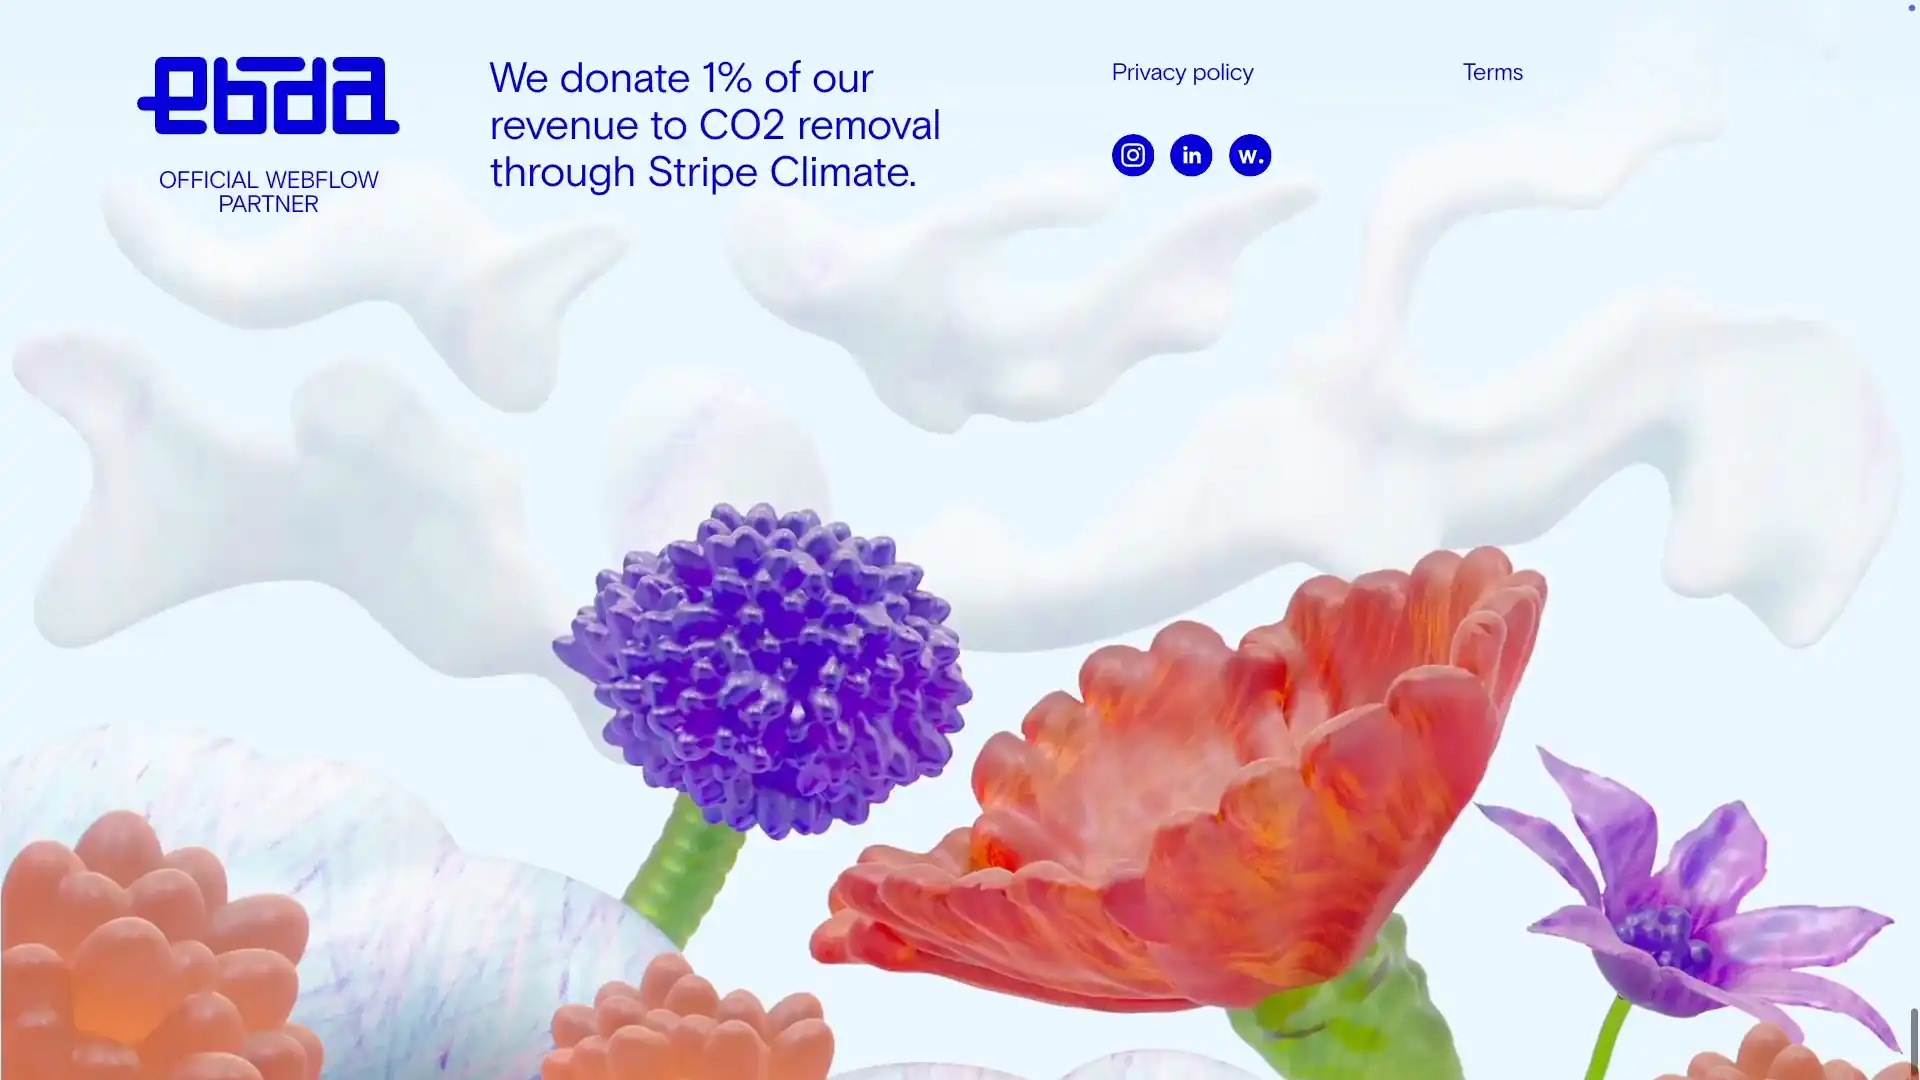 ebda
OFFICIAL WEBFLOW
PARTNER
We donate 1% of our
revenue to CO2 removal
through Stripe Climate.
Privacy policy
Terms
in
w.